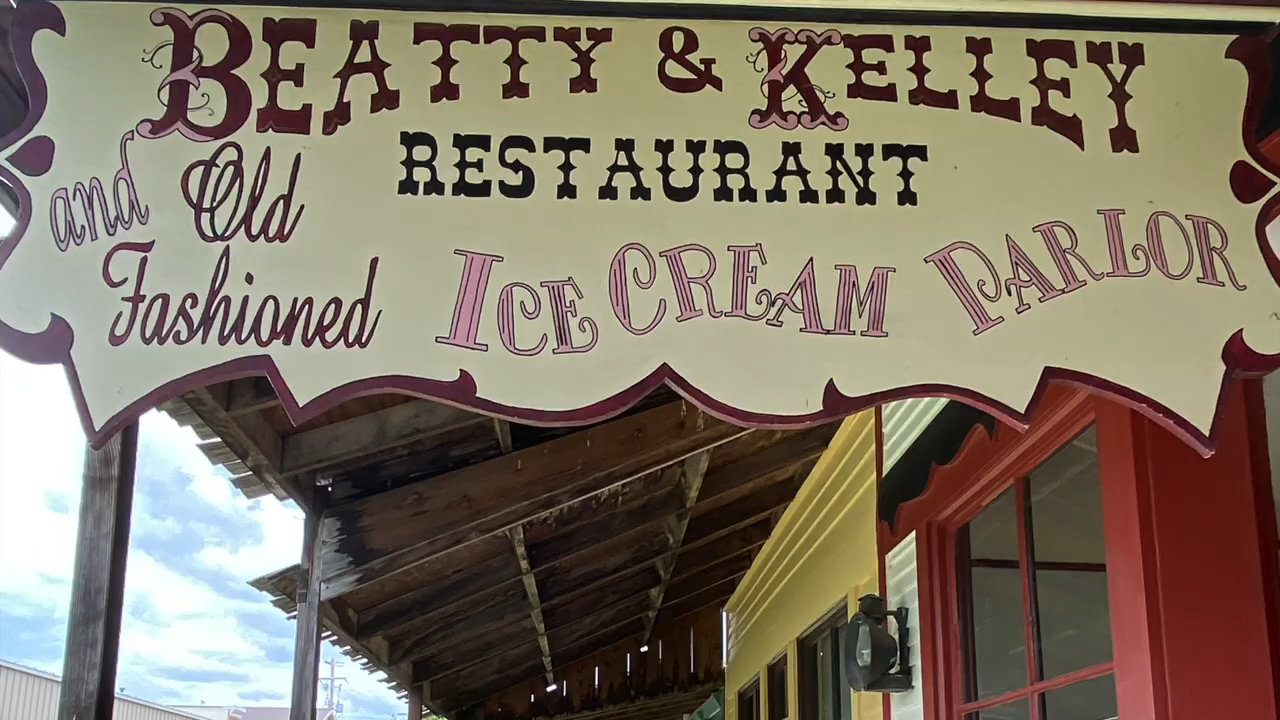 BEATTY & KELLEY
RESTAURANT
and Old
Fashioned
ICE CREAM PARLOR